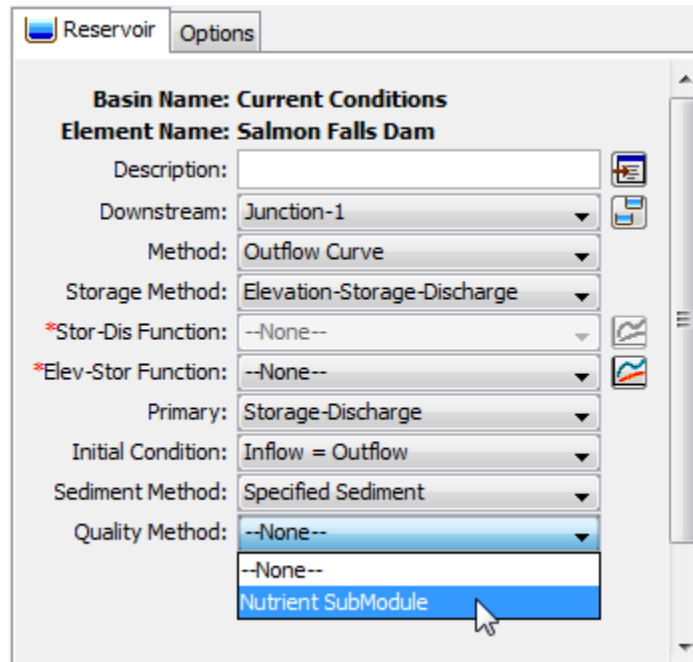 Reservoir Options
Basin Name: Current Conditions
Element Name: Salmon Falls Dam
Description:
Downstream: Junction-1
Method: Outflow Curve
Storage Method: Elevation-Storage-Discharge
*Stor-Dis Function: --None--
*Elev-Stor Function: --None--
Primary: Storage-Discharge
Initial Condition: Inflow = Outflow
Sediment Method: Specified Sediment
Quality Method: --None--
--None--
Nutrient SubModule